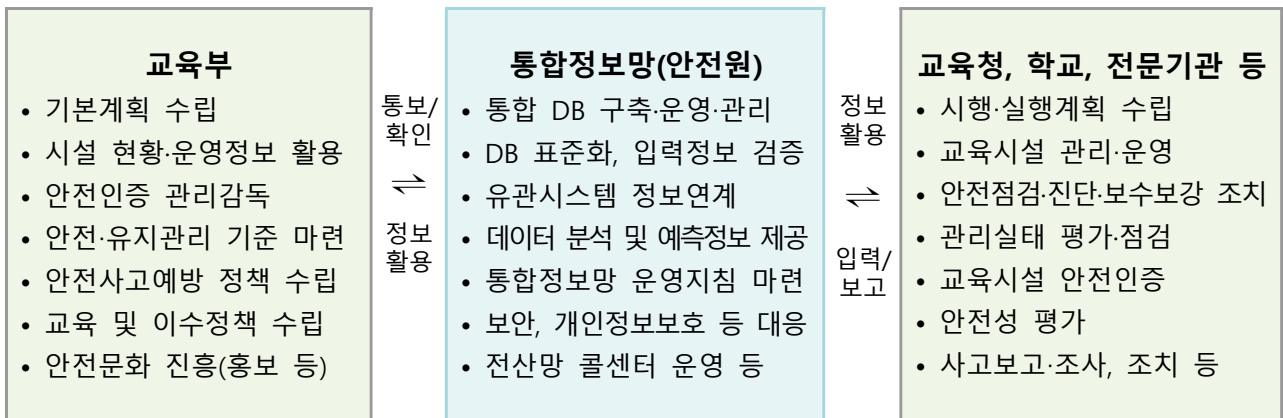 교육부
• 기본계획 수립
• 시설 현황·운영정보 활용
• 안전인증 관리감독
• 안전·유지관리 기준 마련
• 안전사고예방 정책 수립
• 교육 및 이수정책 수립
• 안전문화 진흥(홍보 등)
통보/
확인
⇌
정보
활용
통합정보망(안전원)
• 통합 DB 구축·운영·관리
• DB 표준화, 입력정보 검증
• 유관시스템 정보연계
• 데이터 분석 및 예측정보 제공
• 통합정보망 운영지침 마련
• 보안, 개인정보보호 등 대응
• 전산망 콜센터 운영 등
정보
활용
⇌
입력/
보고
교육청, 학교, 전문기관 등
• 시행·실행계획 수립
• 교육시설 관리·운영
• 안전점검·진단·보수보강 조치
• 관리실태 평가·점검
• 교육시설 안전인증
• 안전성 평가
• 사고보고·조사, 조치 등